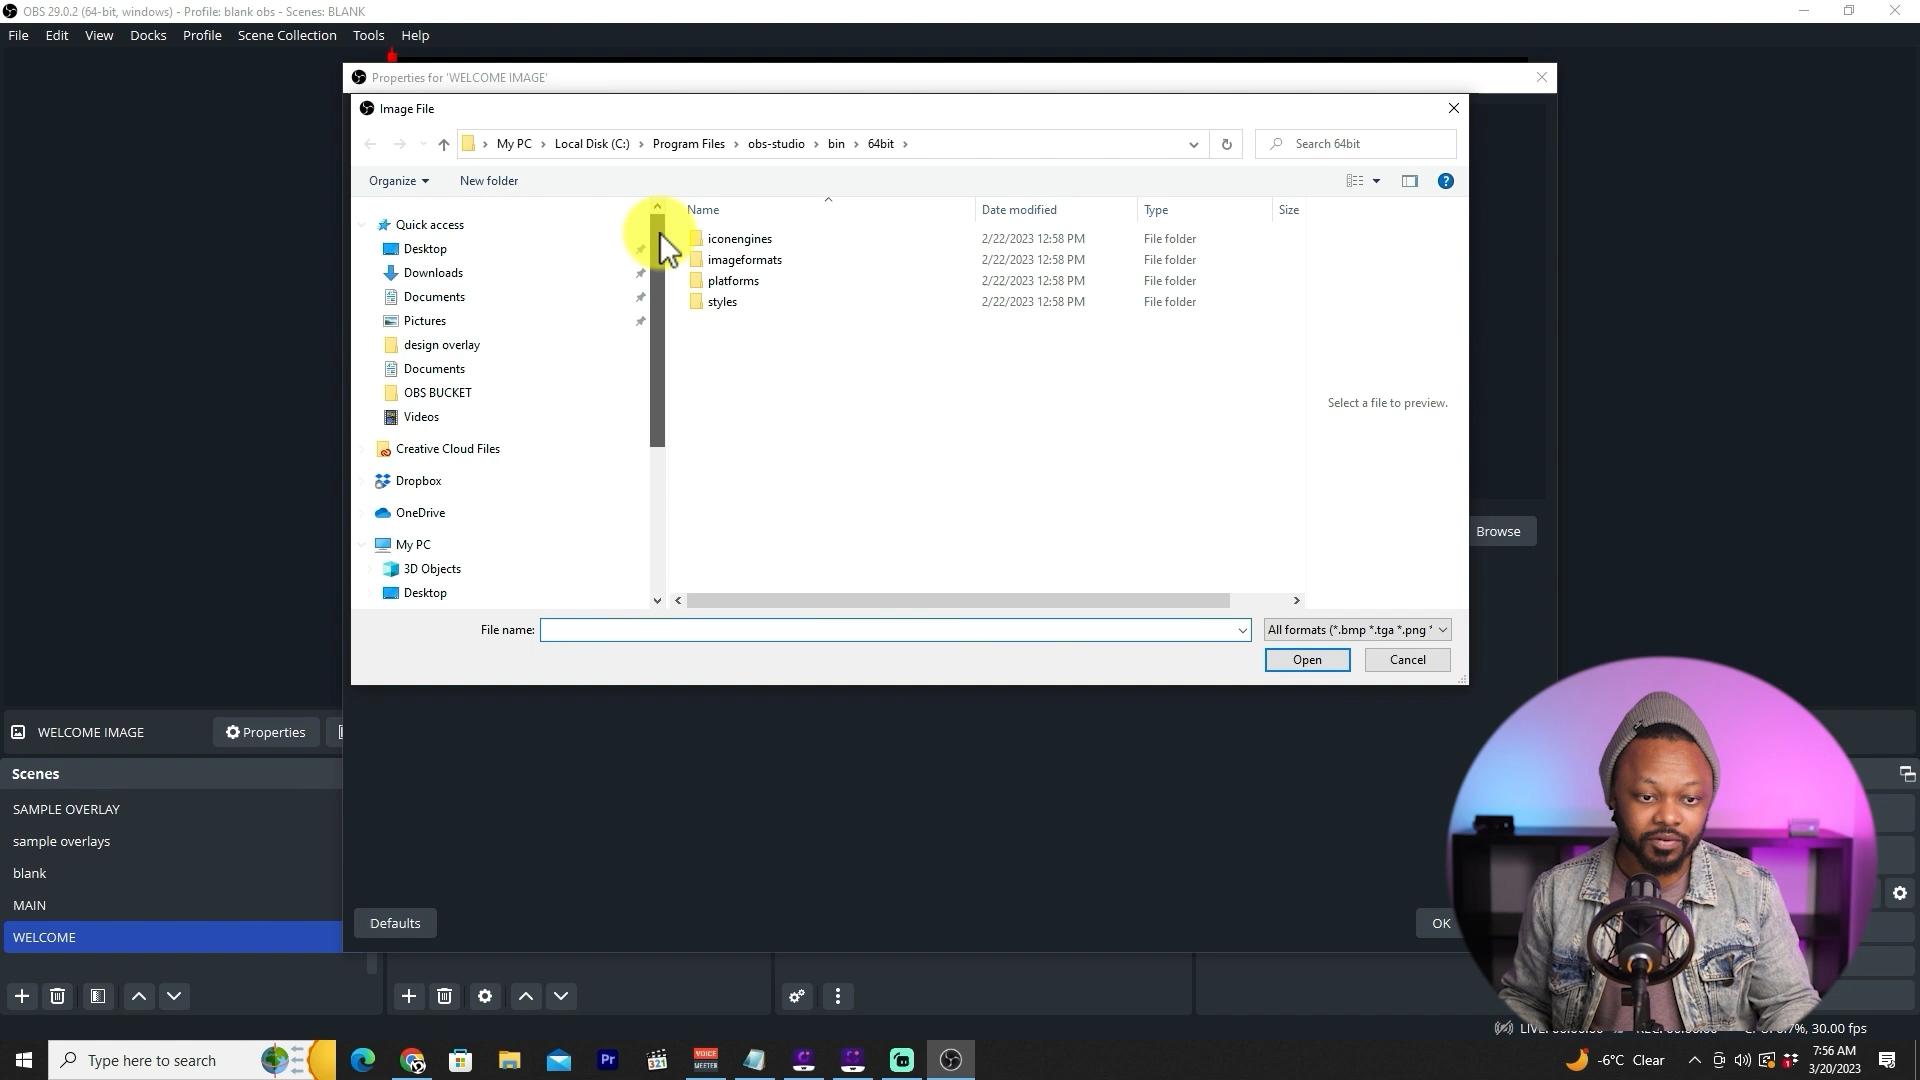 OBS 29.0.2 (64-bit, windows) - Profile: blank obs - Scenes: BLANK
File Edit View Docks Profile Scene Collection Tools Help
Properties for 'WELCOME IMAGE'
Image File
My PC > Local Disk (C:) > Program Files > obs-studio > bin > 64bit >
Search 64bit
Organize New folder
Name Date modified Type Size
Quick access
Desktop
Downloads
Documents
Pictures
design overlay
Documents
OBS BUCKET
Videos
Creative Cloud Files
Dropbox
OneDrive
My PC
3D Objects
Desktop
iconengines 2/22/2023 12:58 PM File folder
imageformats 2/22/2023 12:58 PM File folder
platforms 2/22/2023 12:58 PM File folder
styles 2/22/2023 12:58 PM File folder
Select a file to preview.
Browse
File name: All formats (*.bmp *.tga *.png *
Open Cancel
WELCOME IMAGE Properties
Scenes
SAMPLE OVERLAY
sample overlays
blank
MAIN
WELCOME
Defaults OK
30.00 fps
Type here to search
Pr
321
VOICE
MEETER
-6°C Clear
1
7:56 AM
3/20/2023